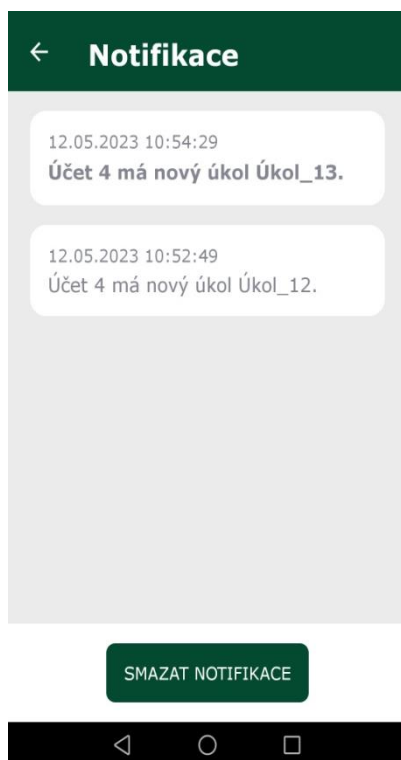 Notifikace
12.05.2023 10:54:29
Účet 4 má nový úkol Úkol_13.
12.05.2023 10:52:49
Účet 4 má nový úkol Úkol_12.
SMAZAT NOTIFIKACE